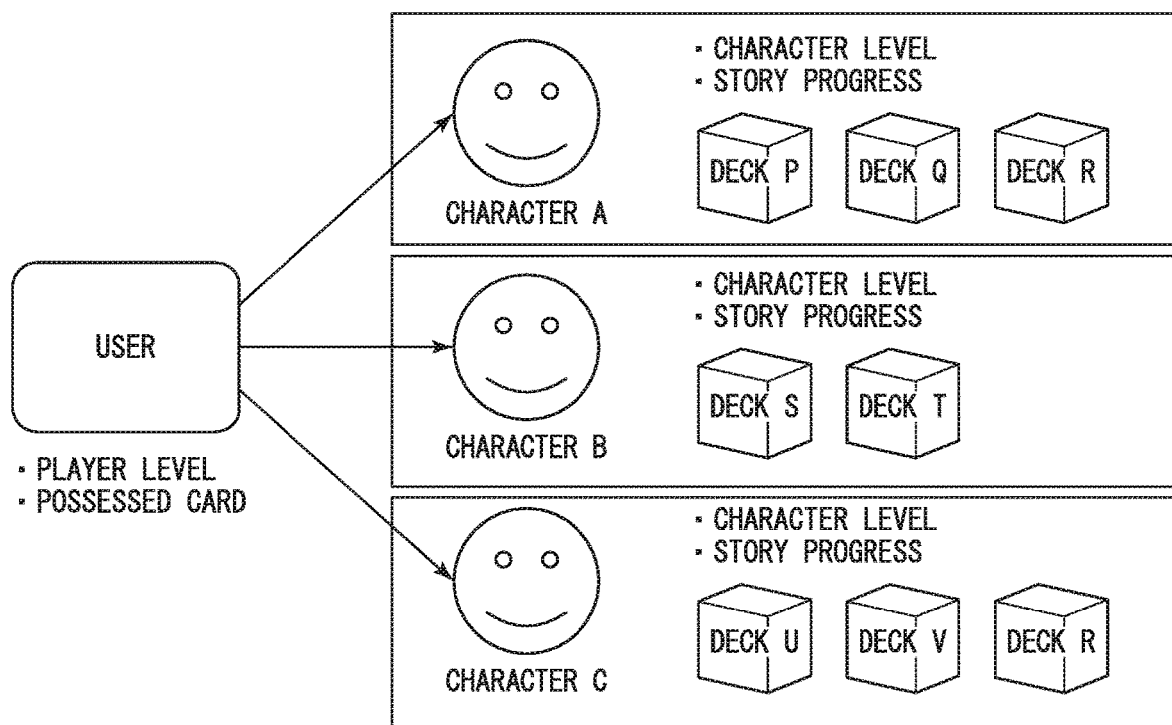 · CHARACTER LEVEL
· STORY PROGRESS
DECK P
DECK Q
DECK R
CHARACTER A
USER
· PLAYER LEVEL
· POSSESSED CARD
· CHARACTER LEVEL
· STORY PROGRESS
DECK S
DECK T
CHARACTER B
· CHARACTER LEVEL
· STORY PROGRESS
DECK U
DECK V
DECK R
CHARACTER C